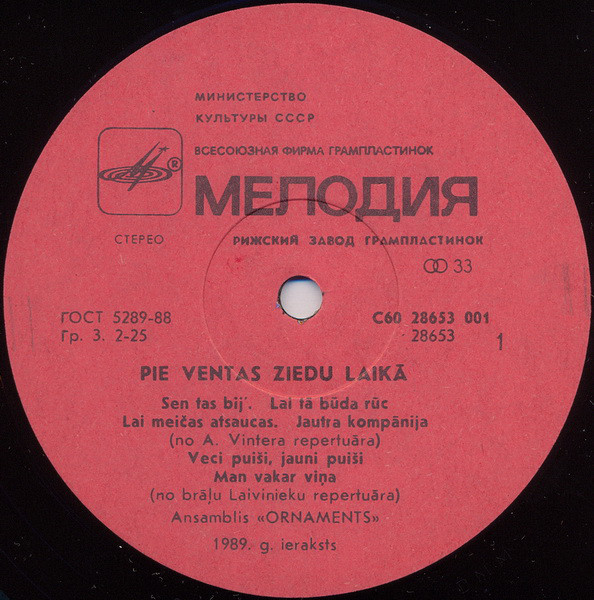 МИНИСТЕРСТВО
КУЛЬТУРЫ СССР
ВСЕСОЮЗНАЯ ФИРМА ГРАМПЛАСТИНОК
®
МЕЛОДИЯ
СТЕРЕО
РИЖСКИЙ ЗАВОД ГРАМПЛАСТИНОК
33
ГОСТ 5289-88
С60 28653 001
Гр. 3. 2-25
28653
1
PIE VENTAS ZIEDU LAIKĀ
Sen tas bij'. Lai tā būda rūc
Lai meičas atsaucas. Jautra kompānija
(no A. Vintera repertuāra)
Veci puiši, jauni puiši
Man vakar viņa
(no brāļu Laivinieku repertuāra)
Ansamblis «ORNAMENTS»
1989. g. ieraksts